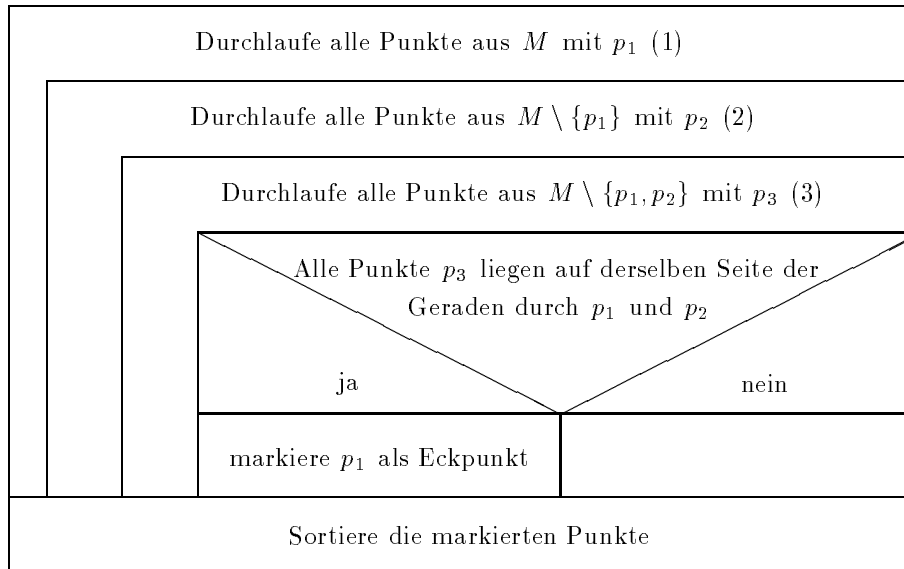 Durchlaufe alle Punkte aus M mit p₁ (1)
Durchlaufe alle Punkte aus M \ {p₁} mit p₂ (2)
Durchlaufe alle Punkte aus M \ {p₁, p₂} mit p₃ (3)
Alle Punkte p₃ liegen auf derselben Seite der
Geraden durch p₁ und p₂
ja
nein
markiere p₁ als Eckpunkt
Sortiere die markierten Punkte